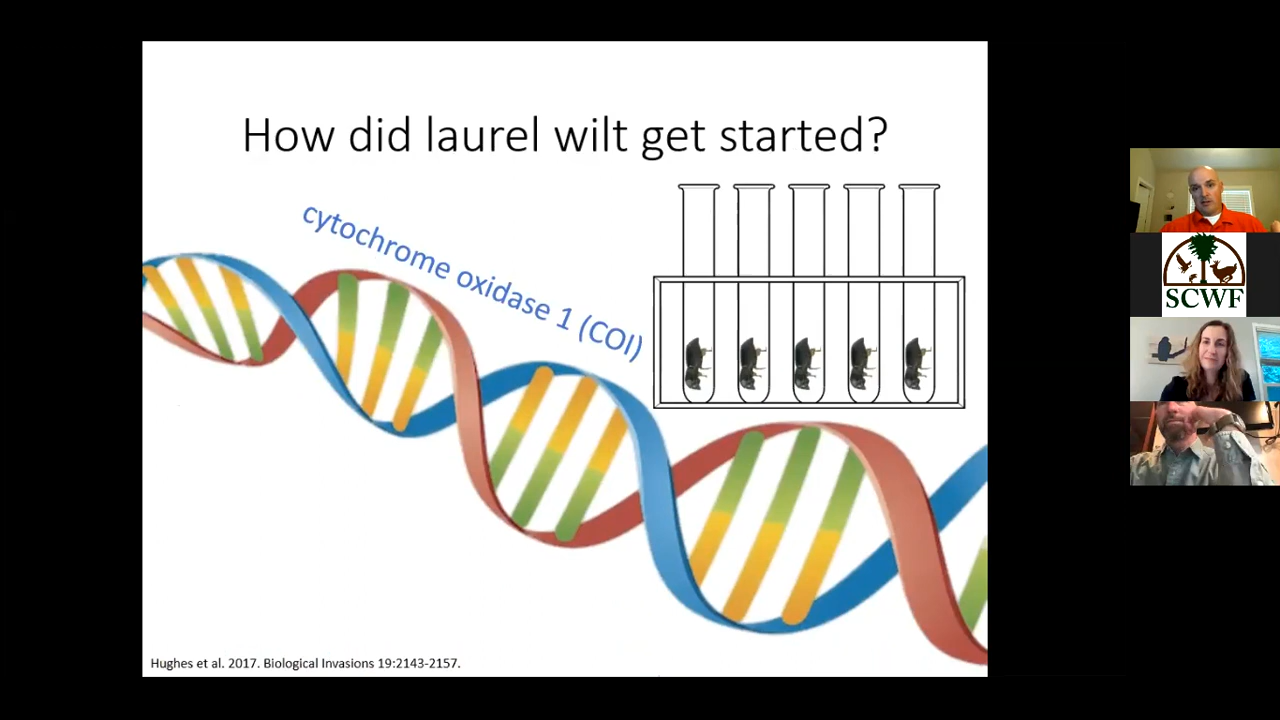 How did laurel wilt get started?
cytochrome oxidase 1 (COI)
Hughes et al. 2017. Biological Invasions 19:2143-2157.
SCWF